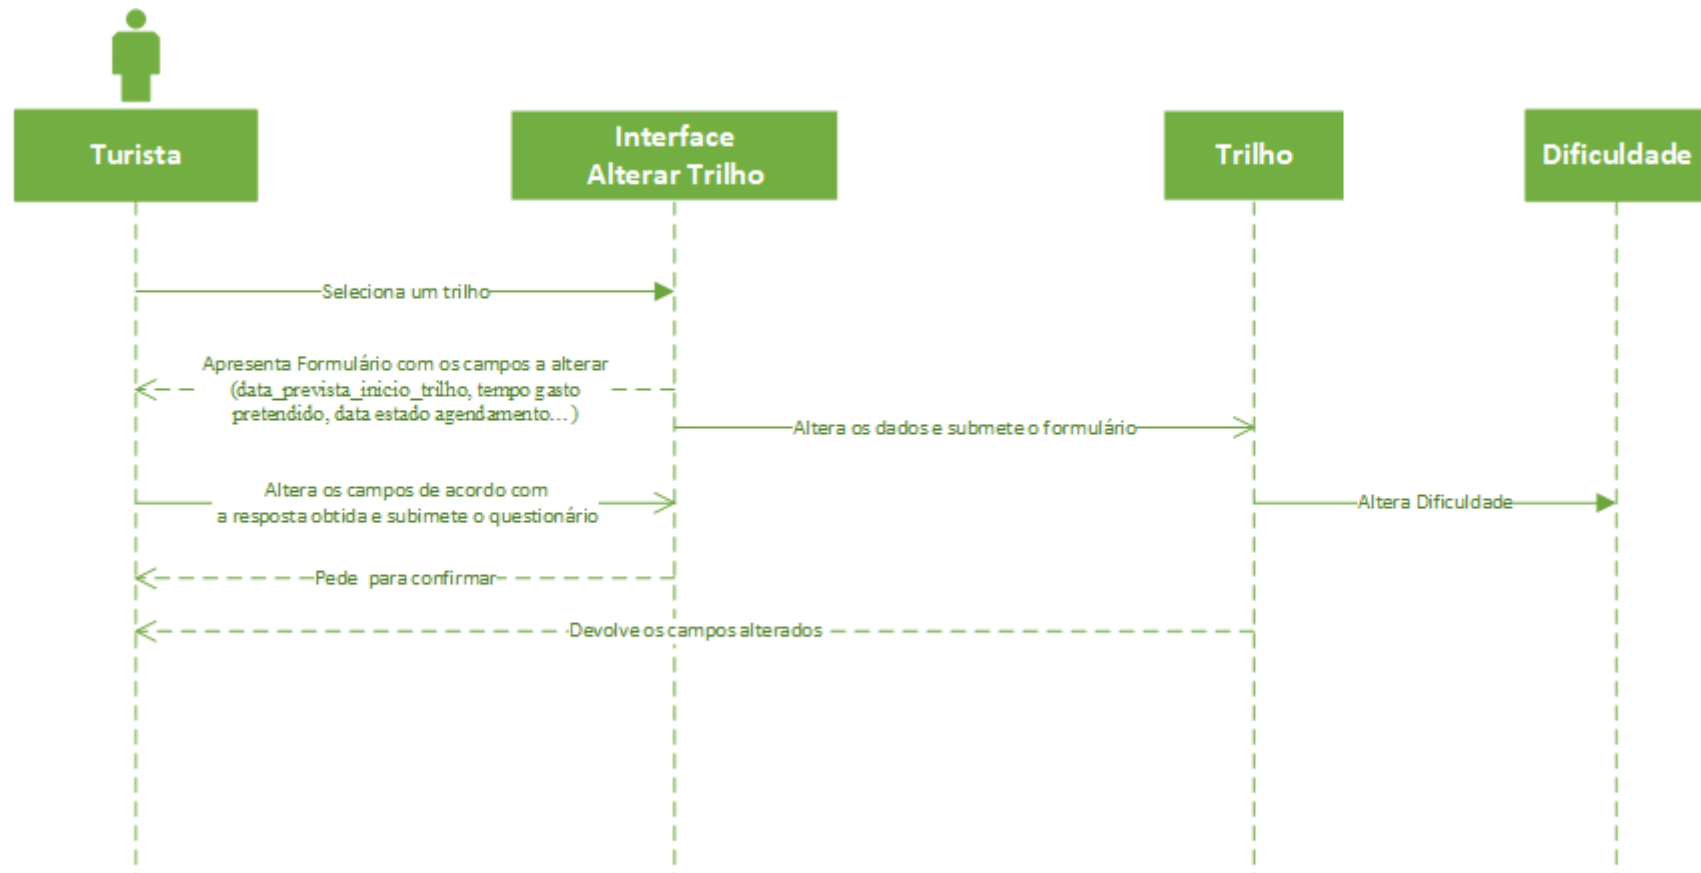 Turista
Interface
Alterar Trilho
Trilho
Dificuldade
Seleciona um trilho
Apresenta Formulário com os campos a alterar
(data_prevista_inicio_trilho, tempo gasto
pretendido, data estado agendamento...)
Altera os dados e submete o formulário
Altera os campos de acordo com
a resposta obtida e subimete o questionário
Altera Dificuldade
Pede para confirmar
Devolve os campos alterados